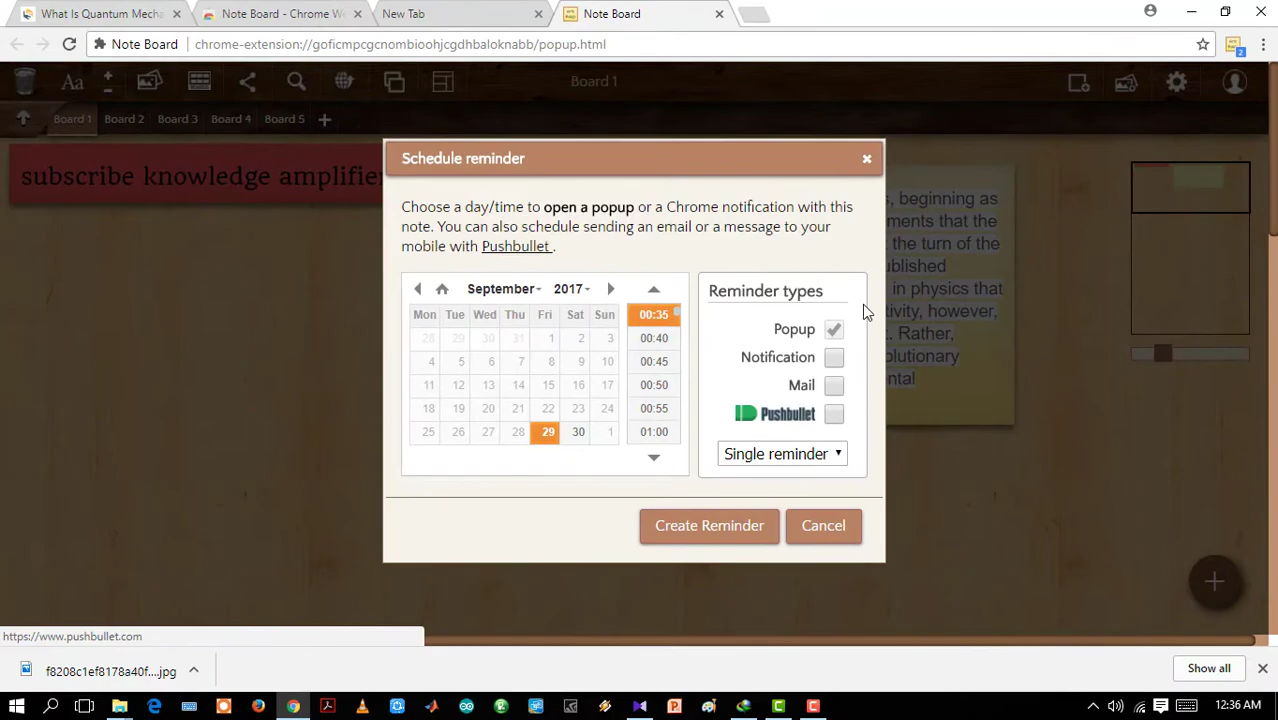 What Is Quantum Mecha
Note Board - Chrome We
New Tab
Note Board
Note Board
chrome-extension://goficmpcgcnombioohjcgdhbaloknabb/popup.html
2
Aa
Board 1
Board 1
Board 2
Board 3
Board 4
Board 5
subscribe knowledge amplifier
Schedule reminder
Choose a day/time to open a popup or a Chrome notification with this
note. You can also schedule sending an email or a message to your
mobile with Pushbullet .
s, beginning as
ments that the
t the turn of the
ublished
in physics that
tivity, however,
t. Rather,
olutionary
ental
September 2017
Mon Tue Wed Thu Fri Sat Sun
28 29 30 31 1 2 3
4 5 6 7 8 9 10
11 12 13 14 15 16 17
18 19 20 21 22 23 24
25 26 27 28 29 30 1
00:35
00:40
00:45
00:50
00:55
01:00
Reminder types
Popup
Notification
Mail
Pushbullet
Single reminder
Create Reminder
Cancel
https://www.pushbullet.com
f8208c1ef8178a40f....jpg
Show all
12:36 AM